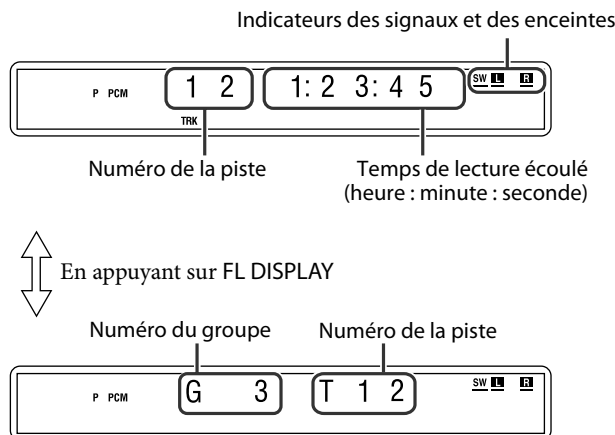 Indicateurs des signaux et des enceintes
P PCM 1 2 1: 2 3: 4 5 SW L R
TRK
Numéro de la piste Temps de lecture écoulé
(heure : minute : seconde)
En appuyant sur FL DISPLAY
Numéro du groupe Numéro de la piste
P PCM G 3 T 1 2 SW L R